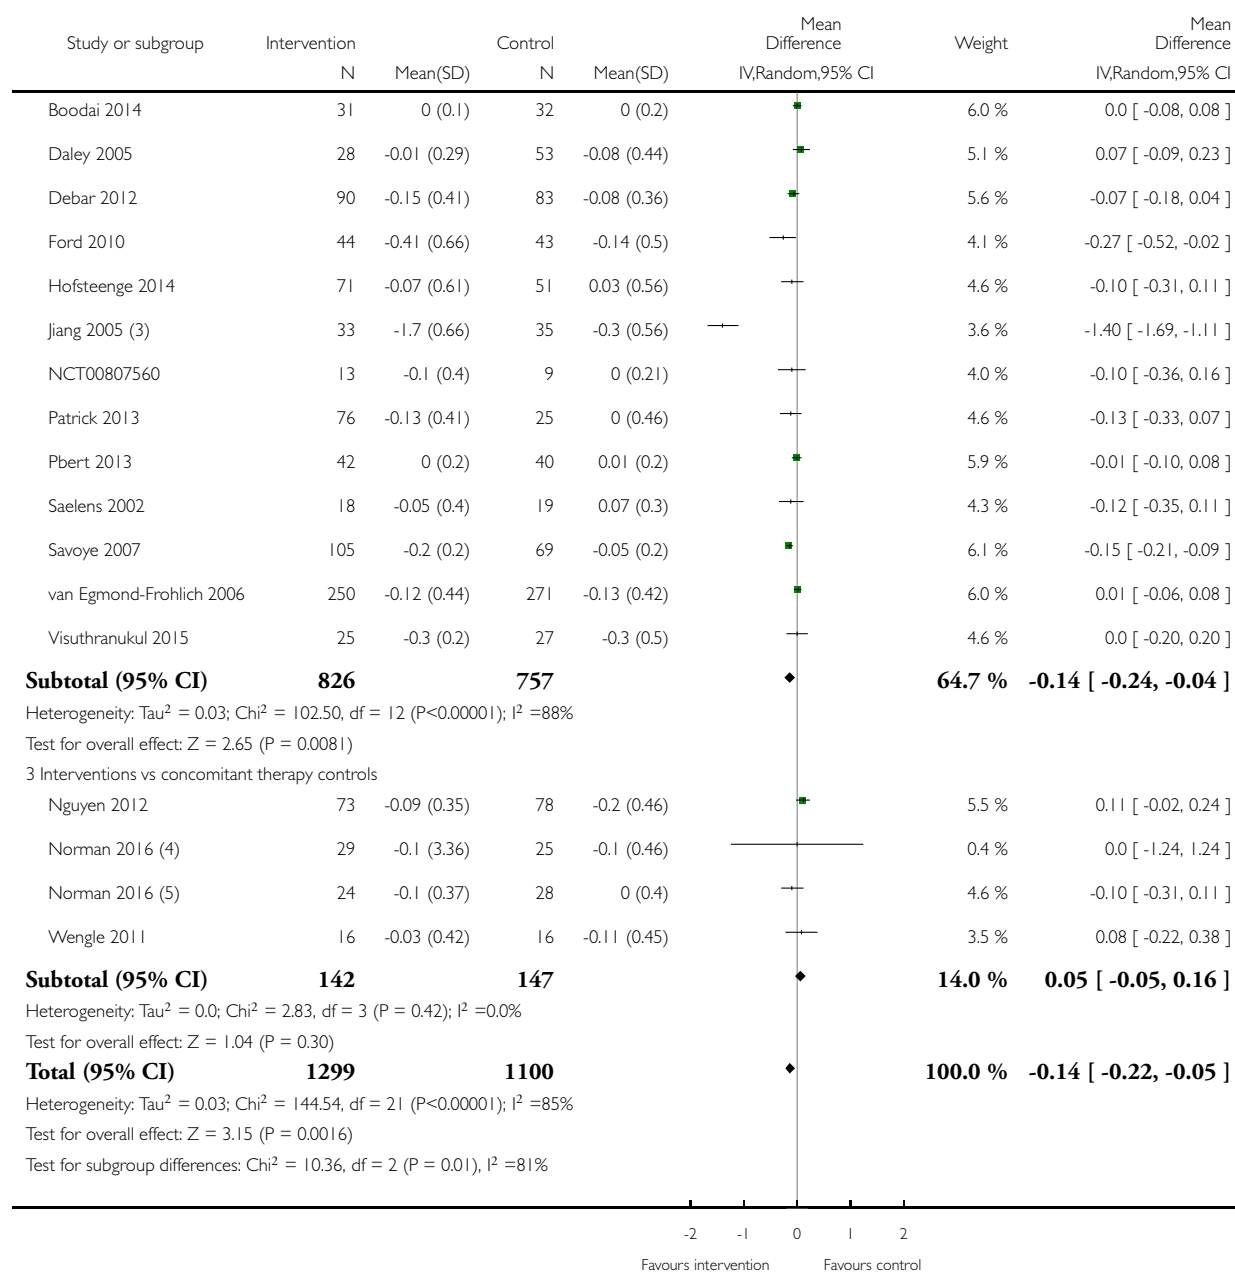 Mean Mean
Study or subgroup Intervention Control Difference Weight Difference
N Mean(SD) N Mean(SD) IV,Random,95% CI IV,Random,95% CI
Boodai 2014 31 0 (0.1) 32 0 (0.2) 6.0 % 0.0 [ -0.08, 0.08 ]
Daley 2005 28 -0.01 (0.29) 53 -0.08 (0.44) 5.1 % 0.07 [ -0.09, 0.23 ]
Debar 2012 90 -0.15 (0.41) 83 -0.08 (0.36) 5.6 % -0.07 [ -0.18, 0.04 ]
Ford 2010 44 -0.41 (0.66) 43 -0.14 (0.5) 4.1 % -0.27 [ -0.52, -0.02 ]
Hofsteenge 2014 71 -0.07 (0.61) 51 0.03 (0.56) 4.6 % -0.10 [ -0.31, 0.11 ]
Jiang 2005 (3) 33 -1.7 (0.66) 35 -0.3 (0.56) 3.6 % -1.40 [ -1.69, -1.11 ]
NCT00807560 13 -0.1 (0.4) 9 0 (0.21) 4.0 % -0.10 [ -0.36, 0.16 ]
Patrick 2013 76 -0.13 (0.41) 25 0 (0.46) 4.6 % -0.13 [ -0.33, 0.07 ]
Pbert 2013 42 0 (0.2) 40 0.01 (0.2) 5.9 % -0.01 [ -0.10, 0.08 ]
Saelens 2002 18 -0.05 (0.4) 19 0.07 (0.3) 4.3 % -0.12 [ -0.35, 0.11 ]
Savoye 2007 105 -0.2 (0.2) 69 -0.05 (0.2) 6.1 % -0.15 [ -0.21, -0.09 ]
van Egmond-Frohlich 2006 250 -0.12 (0.44) 271 -0.13 (0.42) 6.0 % 0.01 [ -0.06, 0.08 ]
Visuthranukul 2015 25 -0.3 (0.2) 27 -0.3 (0.5) 4.6 % 0.0 [ -0.20, 0.20 ]
Subtotal (95% CI) 826 757 64.7 % -0.14 [ -0.24, -0.04 ]
Heterogeneity: Tau² = 0.03; Chi² = 102.50, df = 12 (P<0.00001); I² =88%
Test for overall effect: Z = 2.65 (P = 0.0081)
3 Interventions vs concomitant therapy controls
Nguyen 2012 73 -0.09 (0.35) 78 -0.2 (0.46) 5.5 % 0.11 [ -0.02, 0.24 ]
Norman 2016 (4) 29 -0.1 (3.36) 25 -0.1 (0.46) 0.4 % 0.0 [ -1.24, 1.24 ]
Norman 2016 (5) 24 -0.1 (0.37) 28 0 (0.4) 4.6 % -0.10 [ -0.31, 0.11 ]
Wengle 2011 16 -0.03 (0.42) 16 -0.11 (0.45) 3.5 % 0.08 [ -0.22, 0.38 ]
Subtotal (95% CI) 142 147 14.0 % 0.05 [ -0.05, 0.16 ]
Heterogeneity: Tau² = 0.0; Chi² = 2.83, df = 3 (P = 0.42); I² =0.0%
Test for overall effect: Z = 1.04 (P = 0.30)
Total (95% CI) 1299 1100 100.0 % -0.14 [ -0.22, -0.05 ]
Heterogeneity: Tau² = 0.03; Chi² = 144.54, df = 21 (P<0.00001); I² =85%
Test for overall effect: Z = 3.15 (P = 0.0016)
Test for subgroup differences: Chi² = 10.36, df = 2 (P = 0.01), I² =81%
-2 -1 0 1 2
Favours intervention Favours control